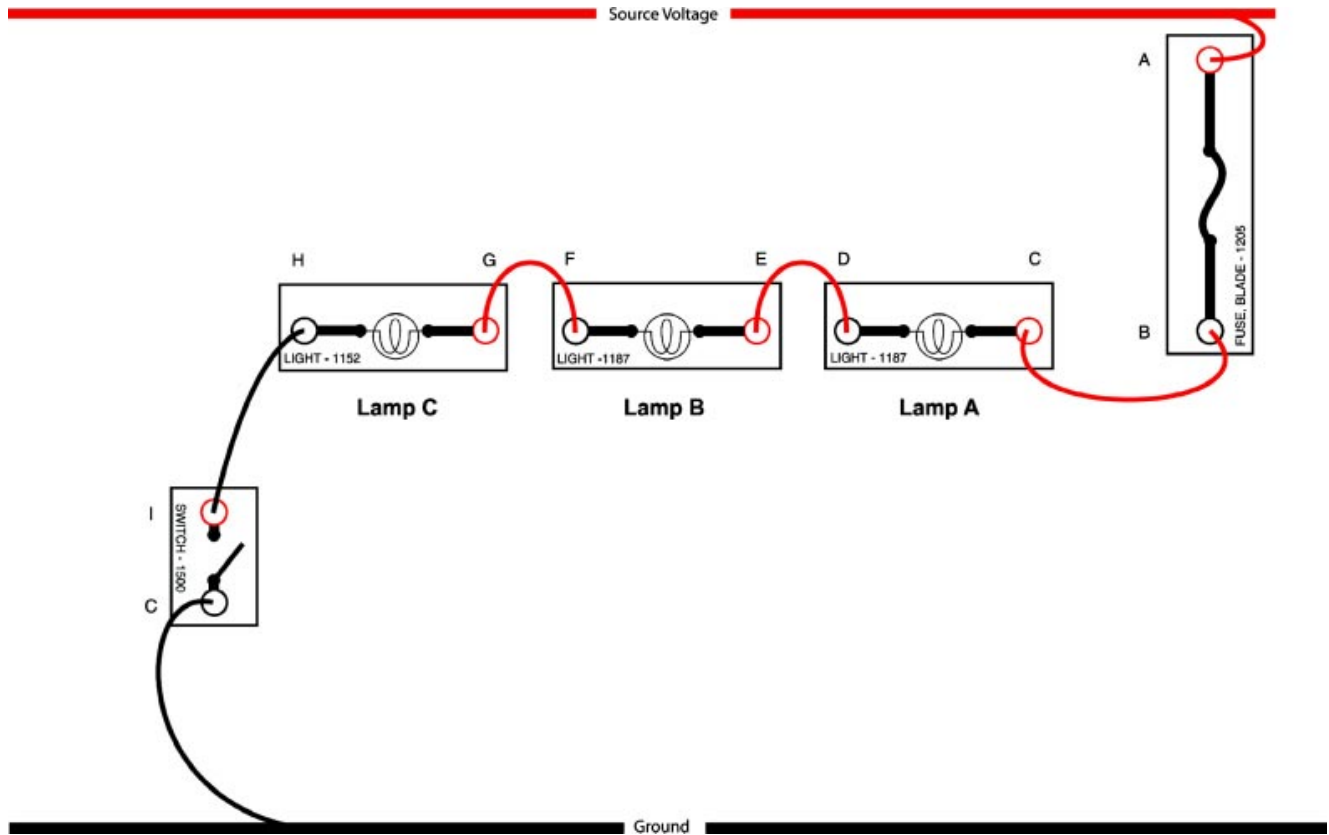 Source Voltage
A
FUSE, BLADE - 1205
B
H
G
F
E
D
C
LIGHT - 1152
LIGHT -1187
LIGHT - 1187
Lamp C
Lamp B
Lamp A
I
SWITCH - 1500
C
Ground